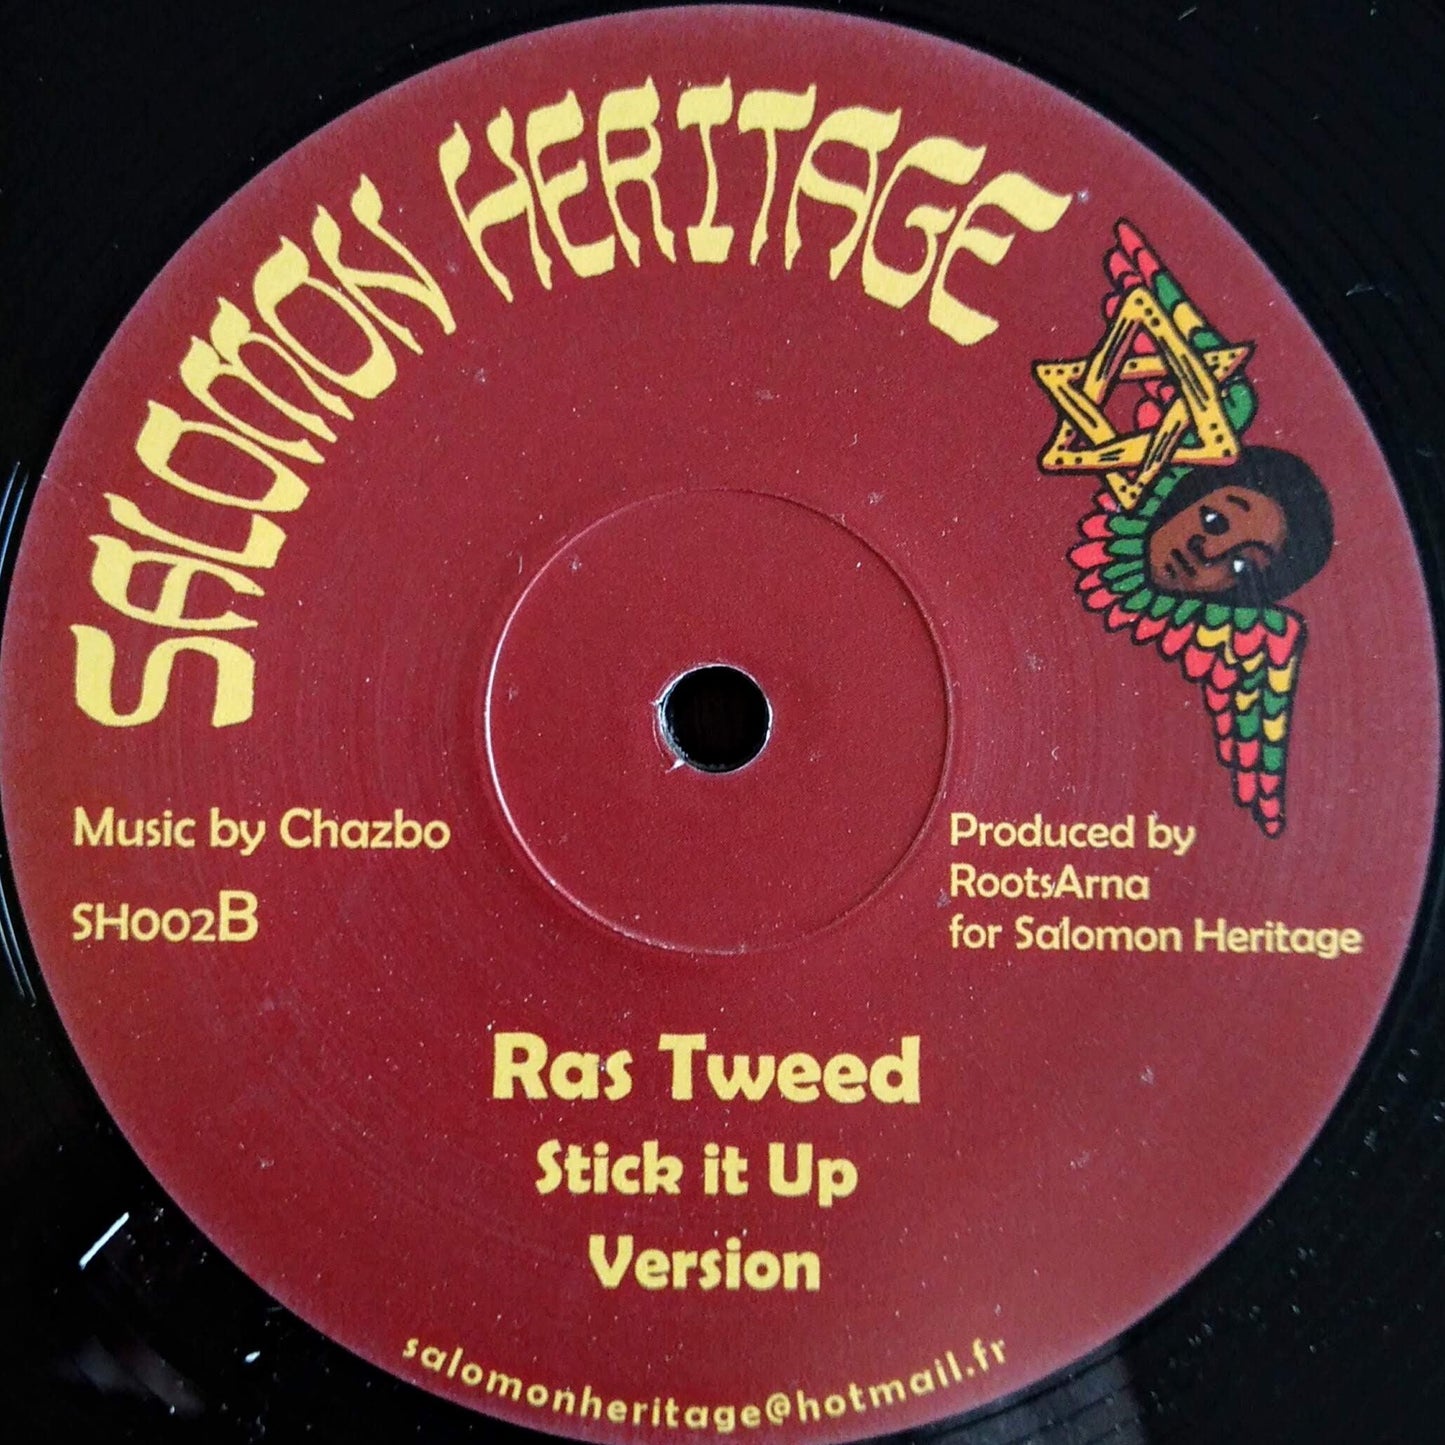 SALOMON HERITAGE
Music by Chazbo
SH002B
Produced by
RootsArna
for Salomon Heritage
Ras Tweed
Stick it Up
Version
salomonheritage@hotmail.fr